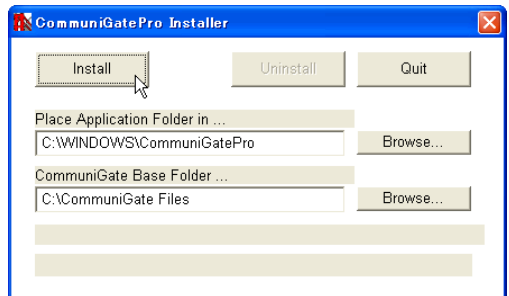 CommuniGatePro Installer
Install Uninstall Quit
Place Application Folder in ...
C:\WINDOWS\CommuniGatePro Browse...
CommuniGate Base Folder ...
C:\CommuniGate Files Browse...